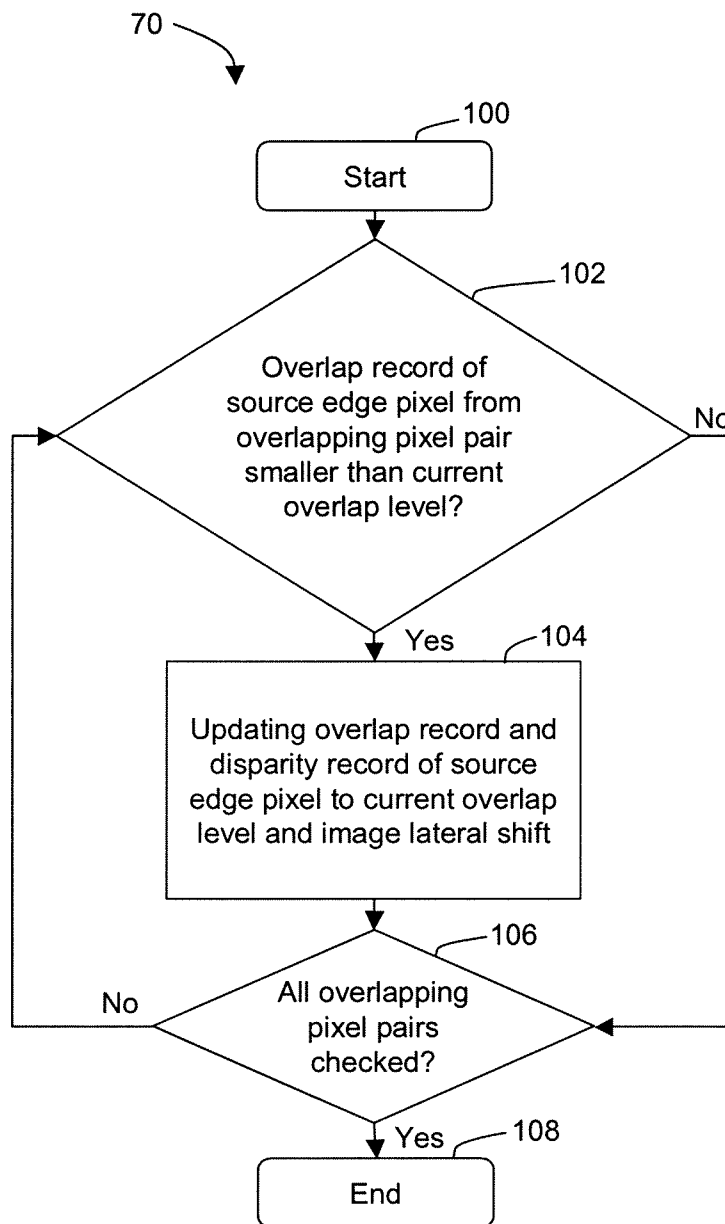 70
100
Start
102
Overlap record of
source edge pixel from
overlapping pixel pair
smaller than current
overlap level?
No
Yes
104
Updating overlap record and
disparity record of source
edge pixel to current overlap
level and image lateral shift
106
No
All overlapping
pixel pairs
checked?
Yes
108
End